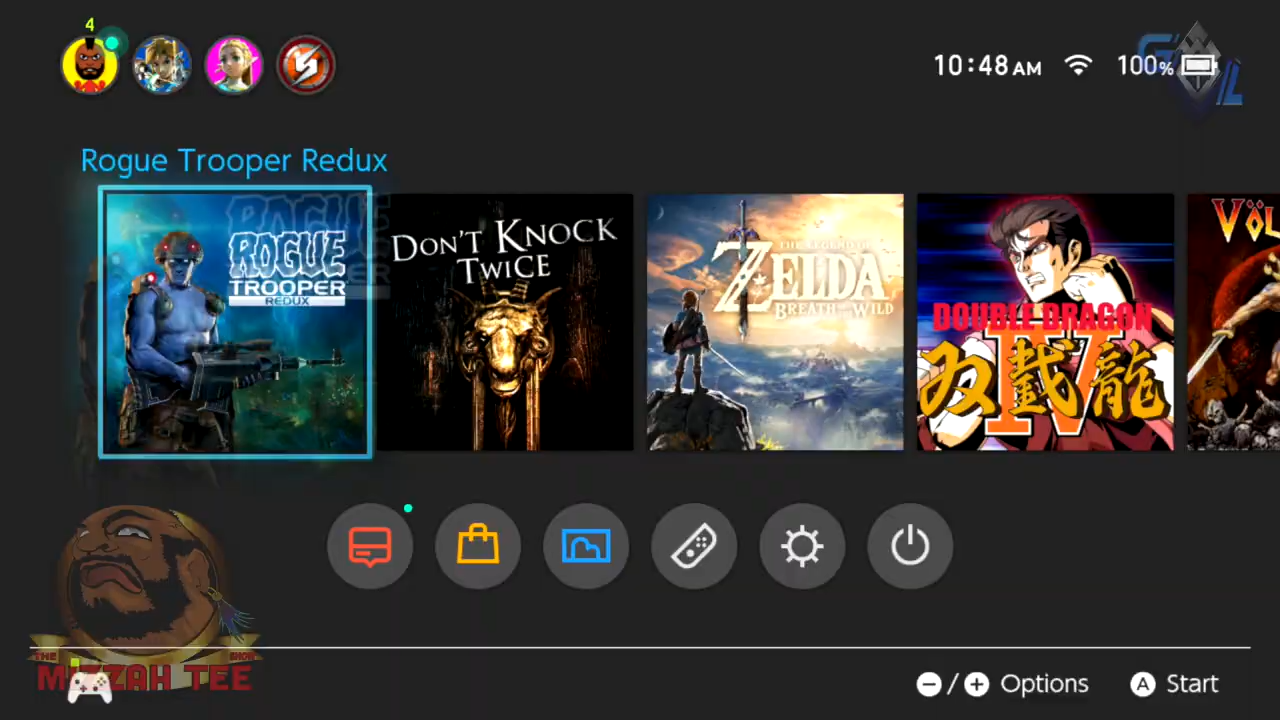 4
10:48 AM
100%
Rogue Trooper Redux
ROGUE
TROOPER
REDUX
DON'T KNOCK
TWICE
THE LEGEND OF
ZELDA
BREATH OF THE WILD
DOUBLE DRAGON
IV
双截龍
VÖL
THE
MIZZAH TEE
−/+ Options
A Start